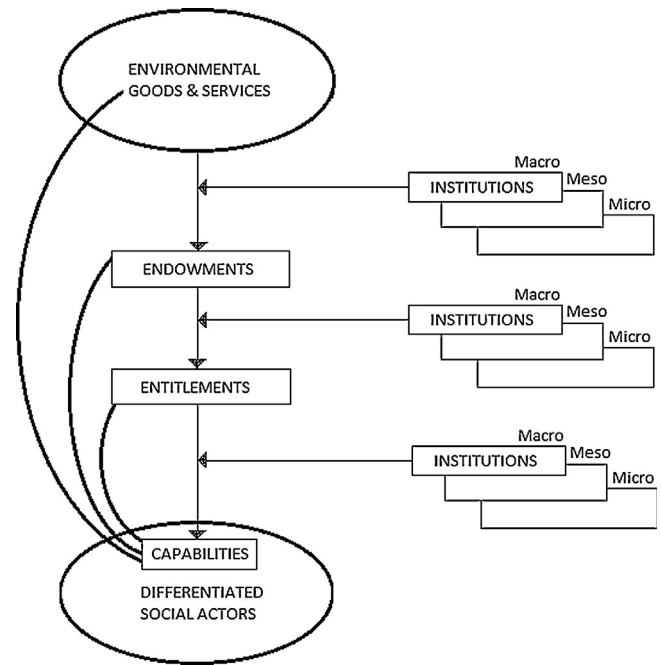 ENVIRONMENTAL
GOODS & SERVICES
Macro
INSTITUTIONS
Meso
Micro
ENDOWMENTS
Macro
INSTITUTIONS
Meso
Micro
ENTITLEMENTS
Macro
INSTITUTIONS
Meso
Micro
CAPABILITIES
DIFFERENTIATED
SOCIAL ACTORS